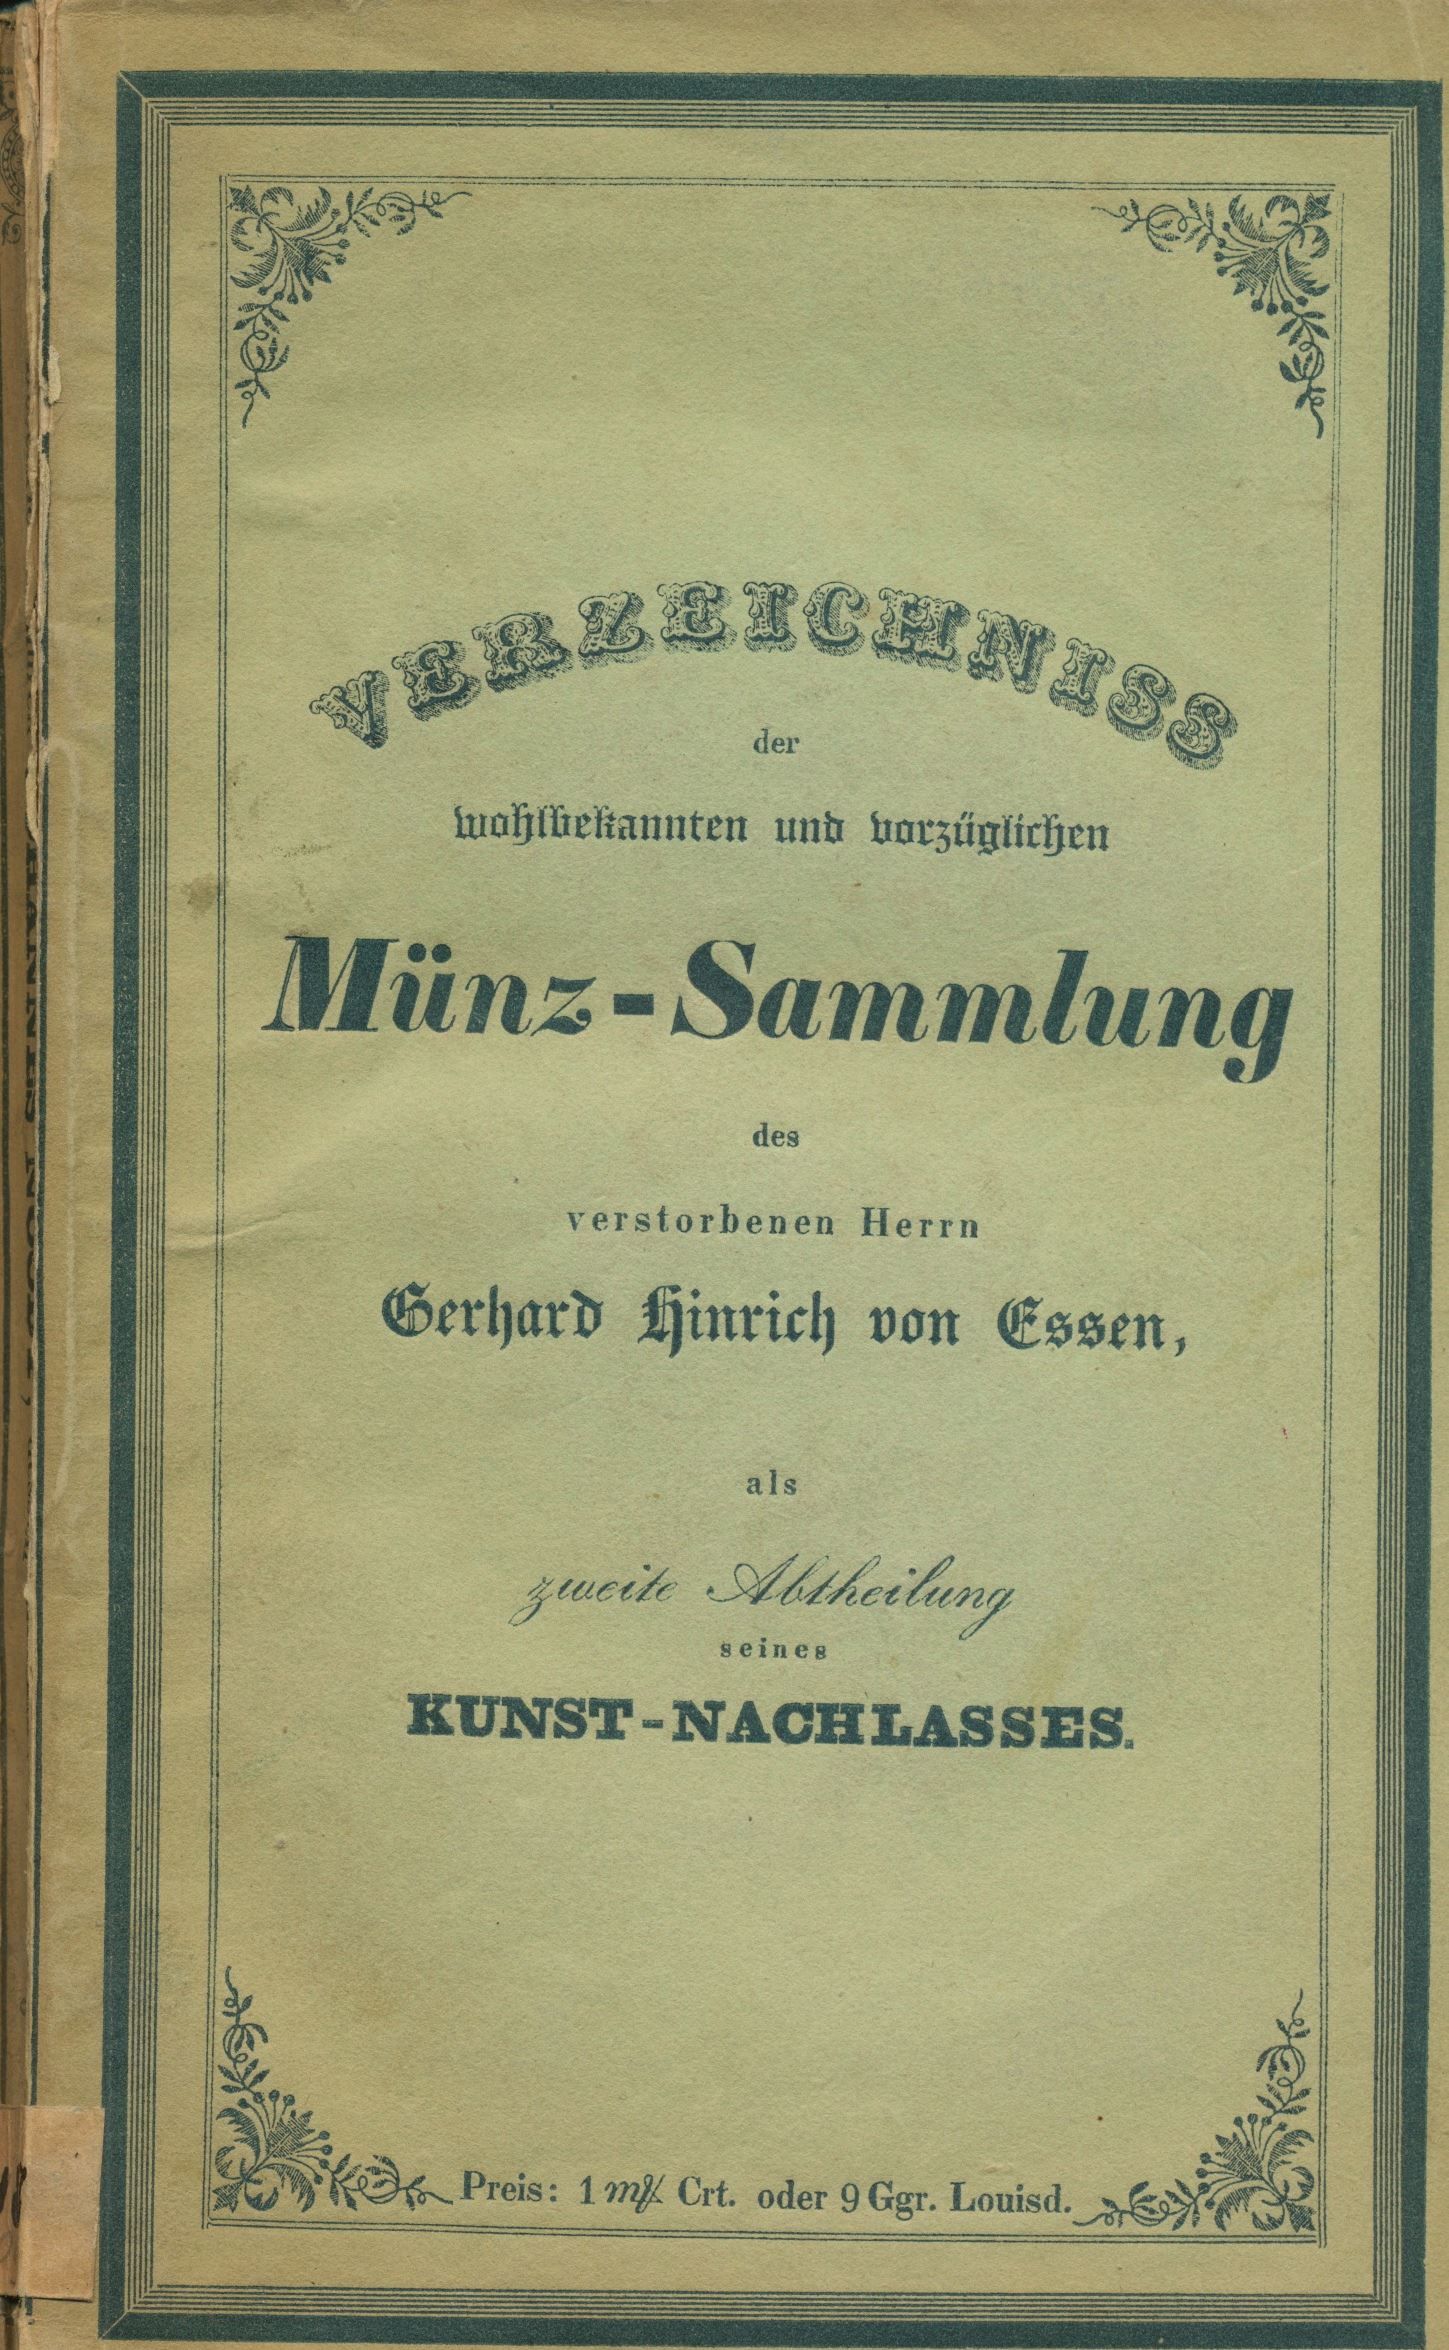 VERZEICHNISS
der
wohlbekannten und vorzüglichen
Münz-Sammlung
des
verstorbenen Herrn
Gerhard Hinrich von Essen,
als
zweite Abtheilung
seines
KUNST-NACHLASSES.
Preis: 1 m℔ Crt. oder 9 Ggr. Louisd.